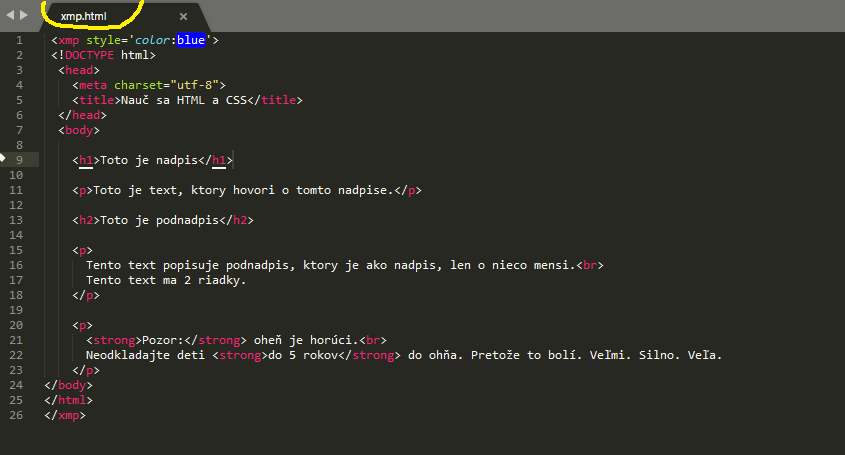 xmp.html ×
1 <xmp style='color:blue'>
2 <!DOCTYPE html>
3 <head>
4 <meta charset="utf-8">
5 <title>Nauč sa HTML a CSS</title>
6 </head>
7 <body>
8
9 <h1>Toto je nadpis</h1>
10
11 <p>Toto je text, ktory hovori o tomto nadpise.</p>
12
13 <h2>Toto je podnadpis</h2>
14
15 <p>
16 Tento text popisuje podnadpis, ktory je ako nadpis, len o nieco mensi.<br>
17 Tento text ma 2 riadky.
18 </p>
19
20 <p>
21 <strong>Pozor:</strong> oheň je horúci.<br>
22 Neodkladajte deti <strong>do 5 rokov</strong> do ohňa. Pretože to bolí. Veľmi. Silno. Veľa.
23 </p>
24 </body>
25 </html>
26 </xmp>